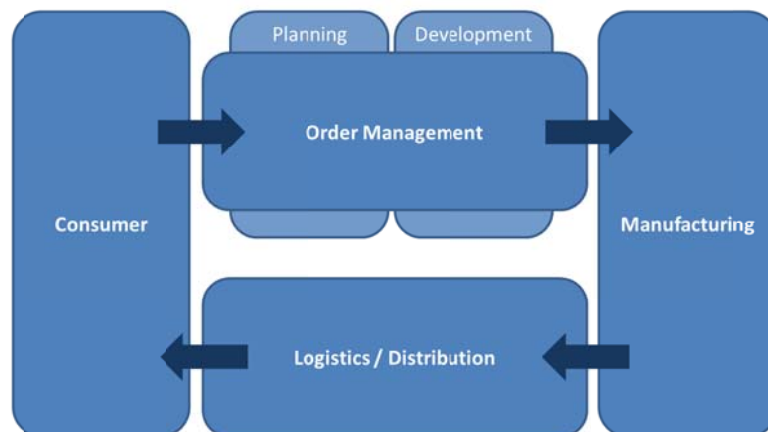 Planning
Development
Order Management
Consumer
Manufacturing
Logistics / Distribution